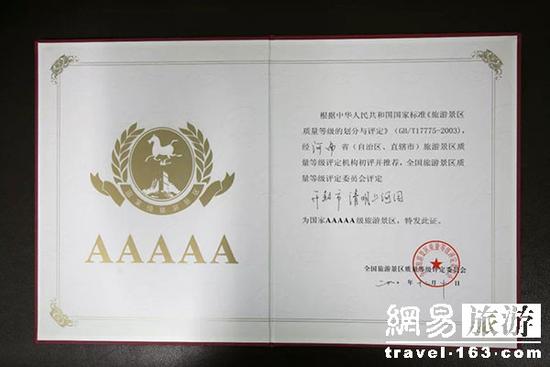 AAAAA
根据中华人民共和国国家标准《旅游景区
质量等级的划分与评定》（GB/T17775-2003），
经河南省（自治区、直辖市）旅游景区质
量等级评定机构初评并推荐，全国旅游景区质
量等级评定委员会评定
开封市 清明上河园
为国家AAAAA级旅游景区，特发此证。
全国旅游景区质量等级评定委员会
年 月 日
網易 旅游
travel·163.com